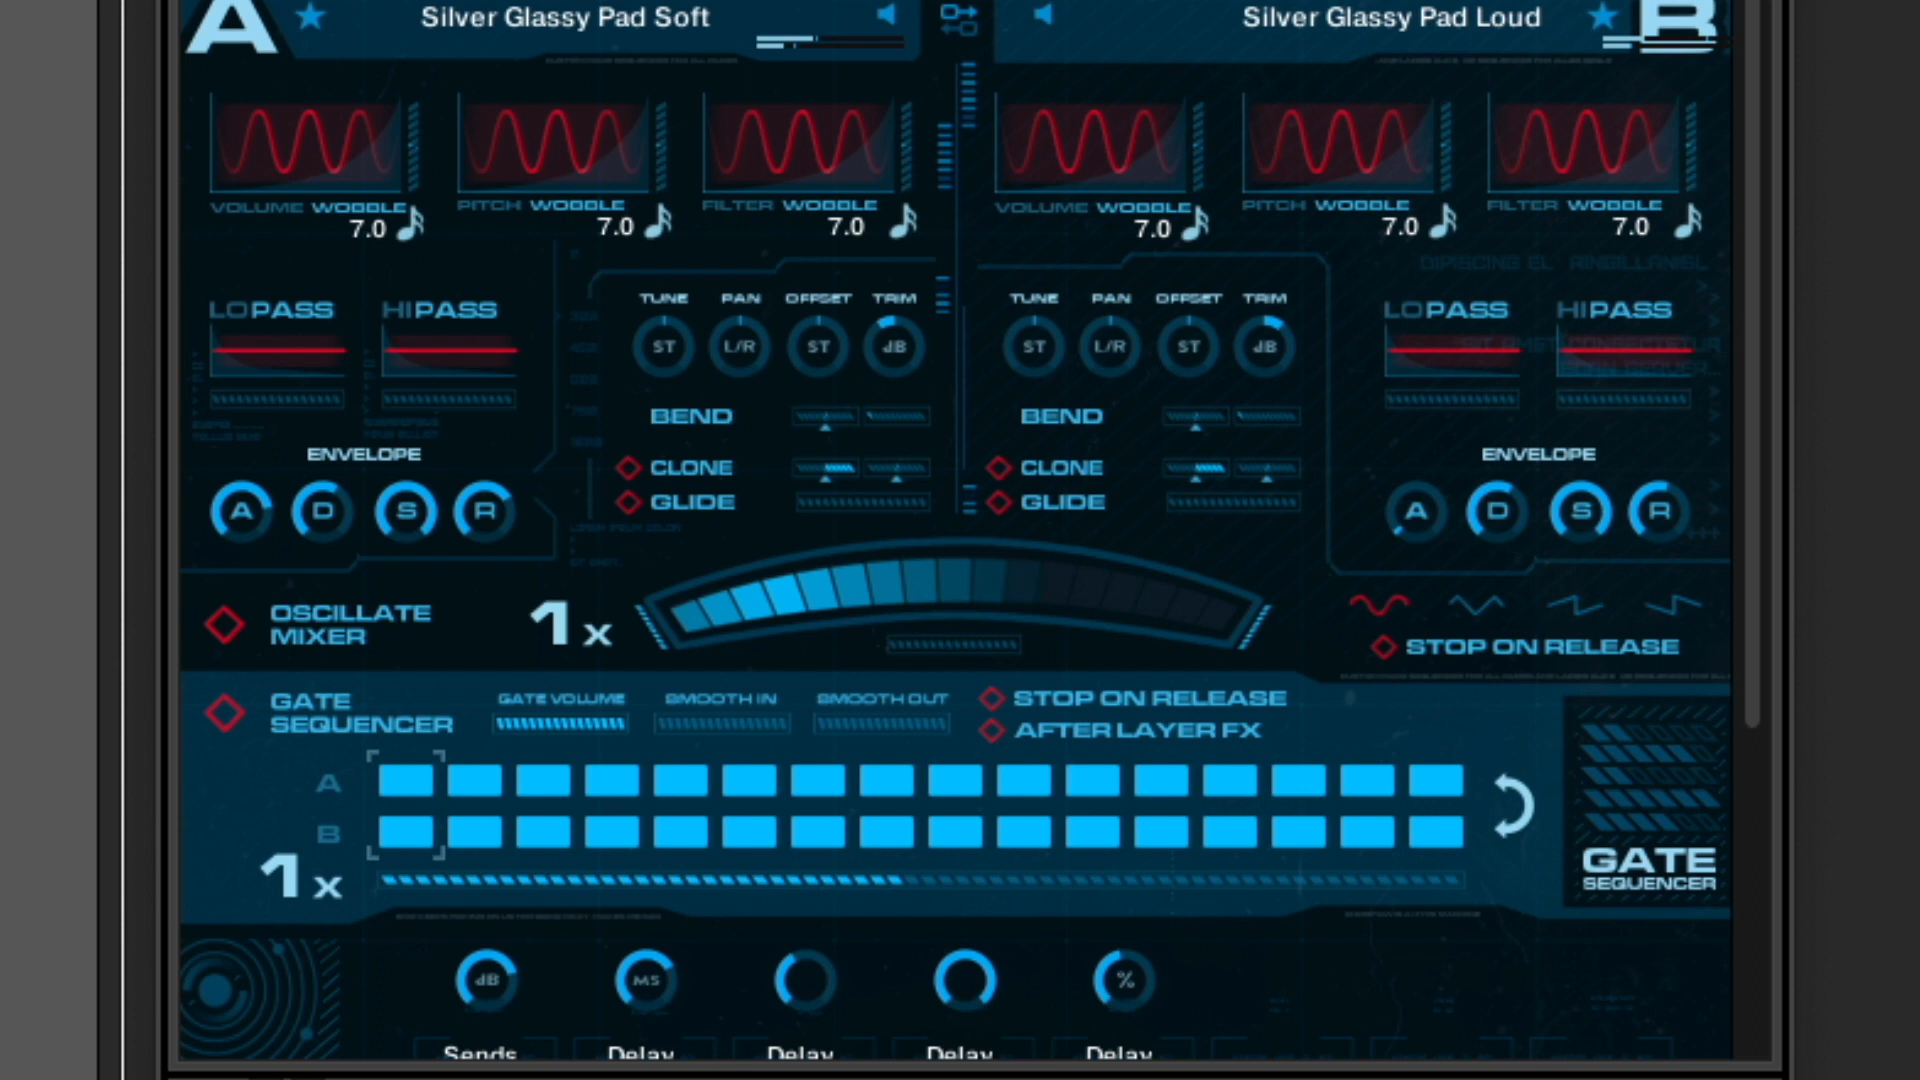 A
Silver Glassy Pad Soft
Silver Glassy Pad Loud
B
VOLUME WOBBLE
7.0
PITCH WOBBLE
7.0
FILTER WOBBLE
7.0
VOLUME WOBBLE
7.0
PITCH WOBBLE
7.0
FILTER WOBBLE
7.0
LOPASS
HIPASS
TUNE PAN OFFSET TRIM
ST L/R ST dB
TUNE PAN OFFSET TRIM
ST L/R ST dB
LOPASS
HIPASS
BEND
CLONE
GLIDE
BEND
CLONE
GLIDE
ENVELOPE
A D S R
ENVELOPE
A D S R
OSCILLATE
MIXER
1 x
STOP ON RELEASE
GATE
SEQUENCER
GATE VOLUME
SMOOTH IN
SMOOTH OUT
STOP ON RELEASE
AFTER LAYER FX
A
B
1 x
GATE
SEQUENCER
dB MS %
Sends Delay Delay Delay Delay